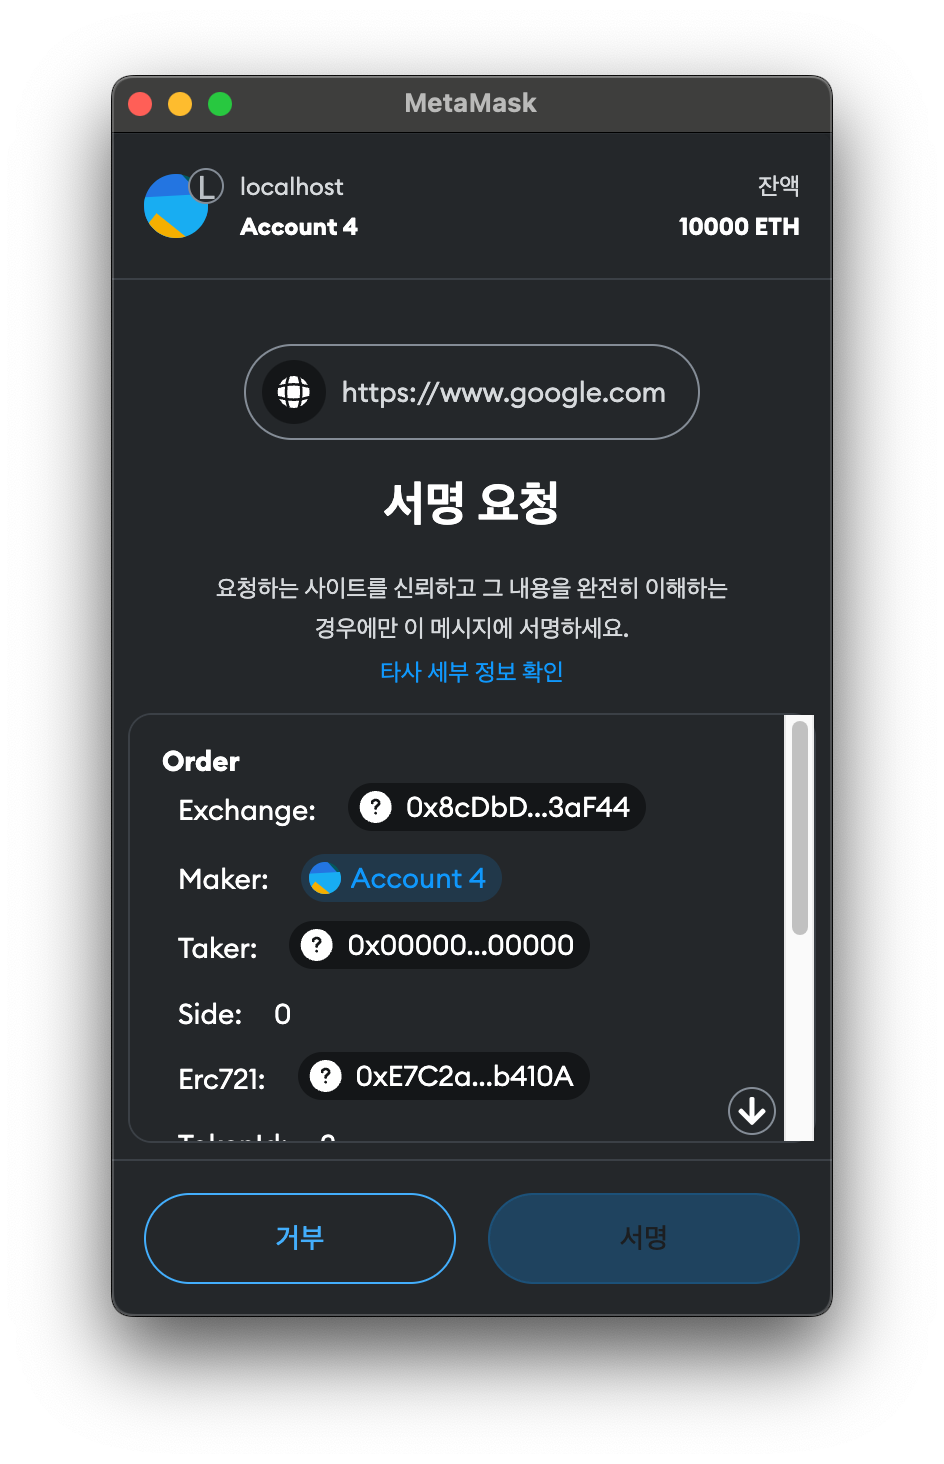 MetaMask
L
localhost
Account 4
잔액
10000 ETH
https://www.google.com
서명 요청
요청하는 사이트를 신뢰하고 그 내용을 완전히 이해하는
경우에만 이 메시지에 서명하세요.
타사 세부 정보 확인
Order
Exchange: ? 0x8cDbD...3aF44
Maker: Account 4
Taker: ? 0x00000...00000
Side: 0
Erc721: ? 0xE7C2a...b410A
거부
서명